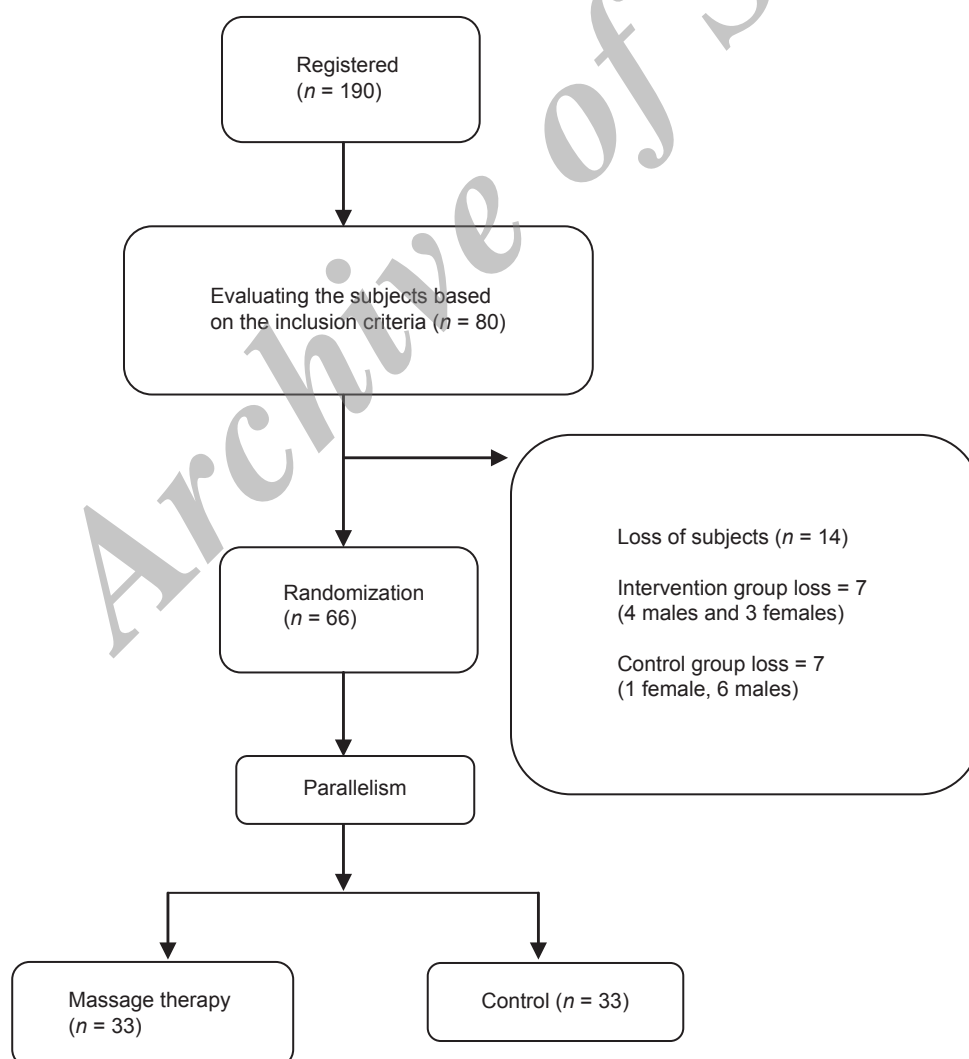 Registered
(n = 190)
Evaluating the subjects based
on the inclusion criteria (n = 80)
Loss of subjects (n = 14)
Intervention group loss = 7
(4 males and 3 females)
Control group loss = 7
(1 female, 6 males)
Randomization
(n = 66)
Parallelism
Massage therapy
(n = 33)
Control (n = 33)
Archive of